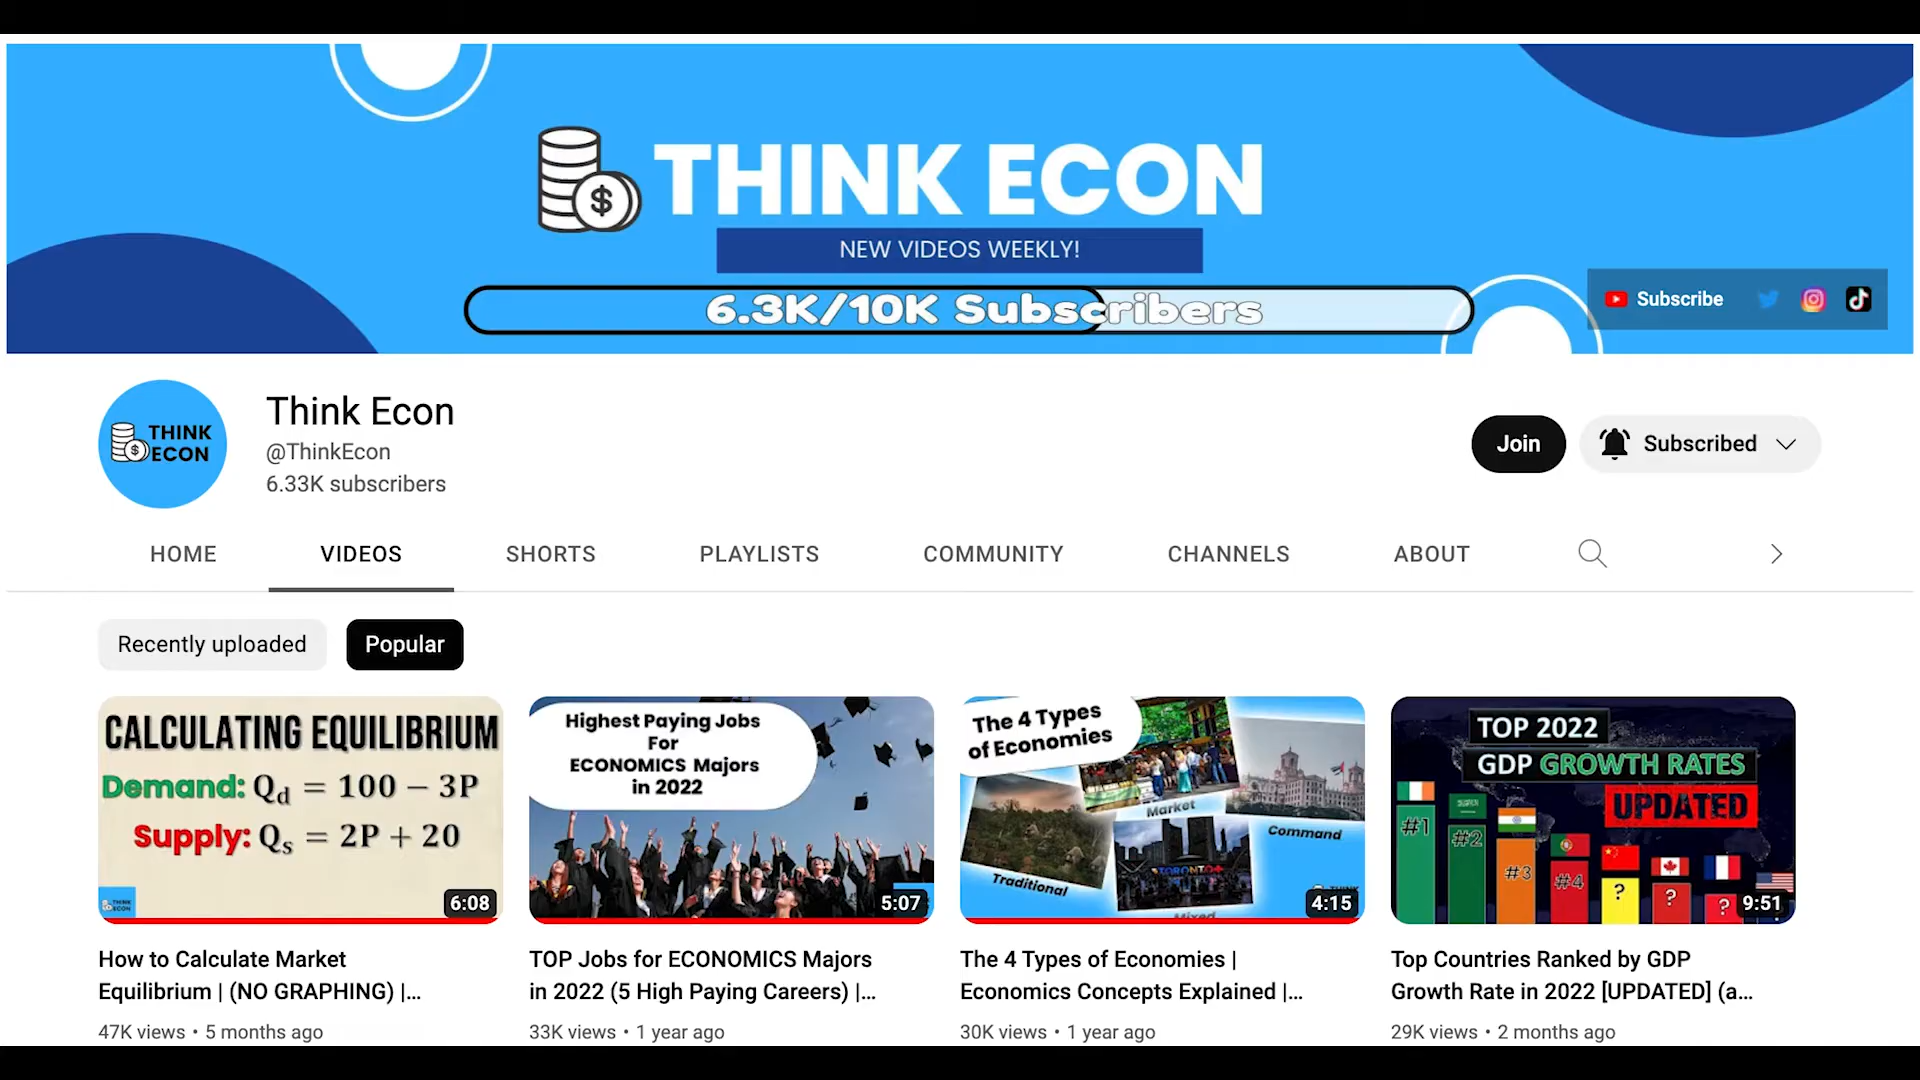 THINK ECON
NEW VIDEOS WEEKLY!
6.3K/10K Subscribers
Subscribe
THINK
ECON
Think Econ
@ThinkEcon
6.33K subscribers
Join
Subscribed
HOME
VIDEOS
SHORTS
PLAYLISTS
COMMUNITY
CHANNELS
ABOUT
Recently uploaded
Popular
CALCULATING EQUILIBRIUM
Demand: Qd = 100 − 3P
Supply: Qs = 2P + 20
THINK
ECON
6:08
Highest Paying Jobs
For
ECONOMICS Majors
in 2022
5:07
The 4 Types
of Economies
Market
Command
Traditional
TORONTO
Mixed
4:15
TOP 2022
GDP GROWTH RATES
UPDATED
#1
#2
#3
#4
?
?
?
9:51
How to Calculate Market
Equilibrium | (NO GRAPHING) |...
47K views • 5 months ago
TOP Jobs for ECONOMICS Majors
in 2022 (5 High Paying Careers) |...
33K views • 1 year ago
The 4 Types of Economies |
Economics Concepts Explained |...
30K views • 1 year ago
Top Countries Ranked by GDP
Growth Rate in 2022 [UPDATED] (a...
29K views • 2 months ago